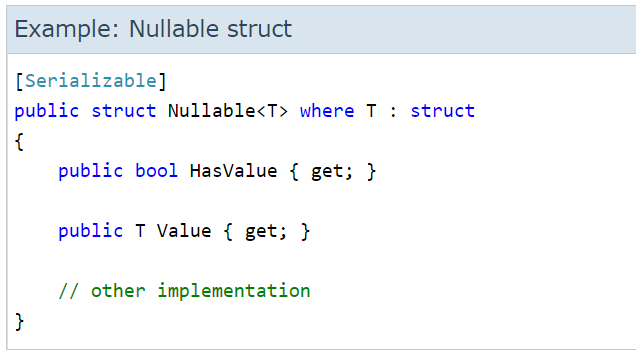 Example: Nullable struct
[Serializable]
public struct Nullable<T> where T : struct
{
    public bool HasValue { get; }
    public T Value { get; }
    // other implementation
}